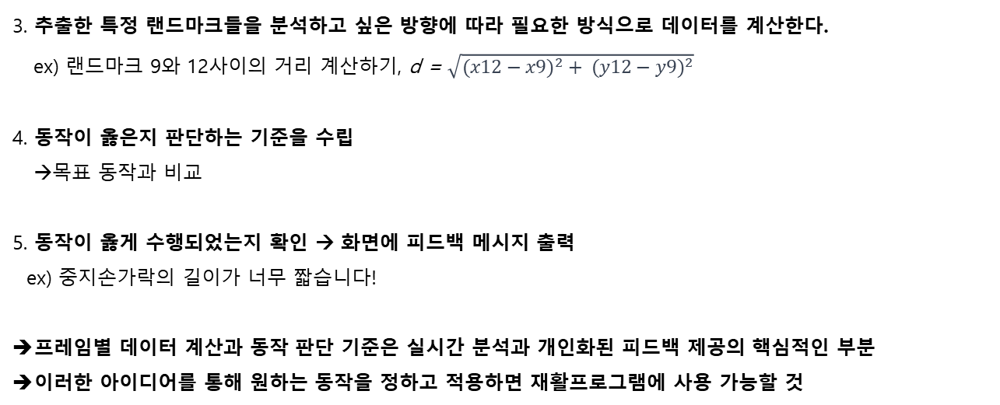 3. 추출한 특정 랜드마크들을 분석하고 싶은 방향에 따라 필요한 방식으로 데이터를 계산한다.
ex) 랜드마크 9와 12사이의 거리 계산하기, d = √(x12 − x9)² + (y12 − y9)²
4. 동작이 옳은지 판단하는 기준을 수립
→목표 동작과 비교
5. 동작이 옳게 수행되었는지 확인 → 화면에 피드백 메시지 출력
ex) 중지손가락의 길이가 너무 짧습니다!
→프레임별 데이터 계산과 동작 판단 기준은 실시간 분석과 개인화된 피드백 제공의 핵심적인 부분
→이러한 아이디어를 통해 원하는 동작을 정하고 적용하면 재활프로그램에 사용 가능할 것